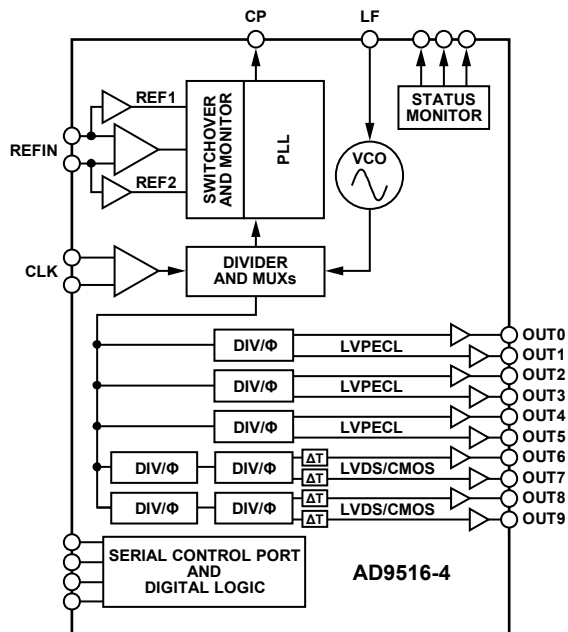 CP
LF
REF1
REFIN
REF2
SWITCHOVER
AND MONITOR
PLL
VCO
STATUS
MONITOR
CLK
DIVIDER
AND MUXs
DIV/Φ
LVPECL
OUT0
OUT1
DIV/Φ
LVPECL
OUT2
OUT3
DIV/Φ
LVPECL
OUT4
OUT5
DIV/Φ
DIV/Φ
ΔT
ΔT
LVDS/CMOS
OUT6
OUT7
DIV/Φ
DIV/Φ
ΔT
ΔT
LVDS/CMOS
OUT8
OUT9
SERIAL CONTROL PORT
AND
DIGITAL LOGIC
AD9516-4